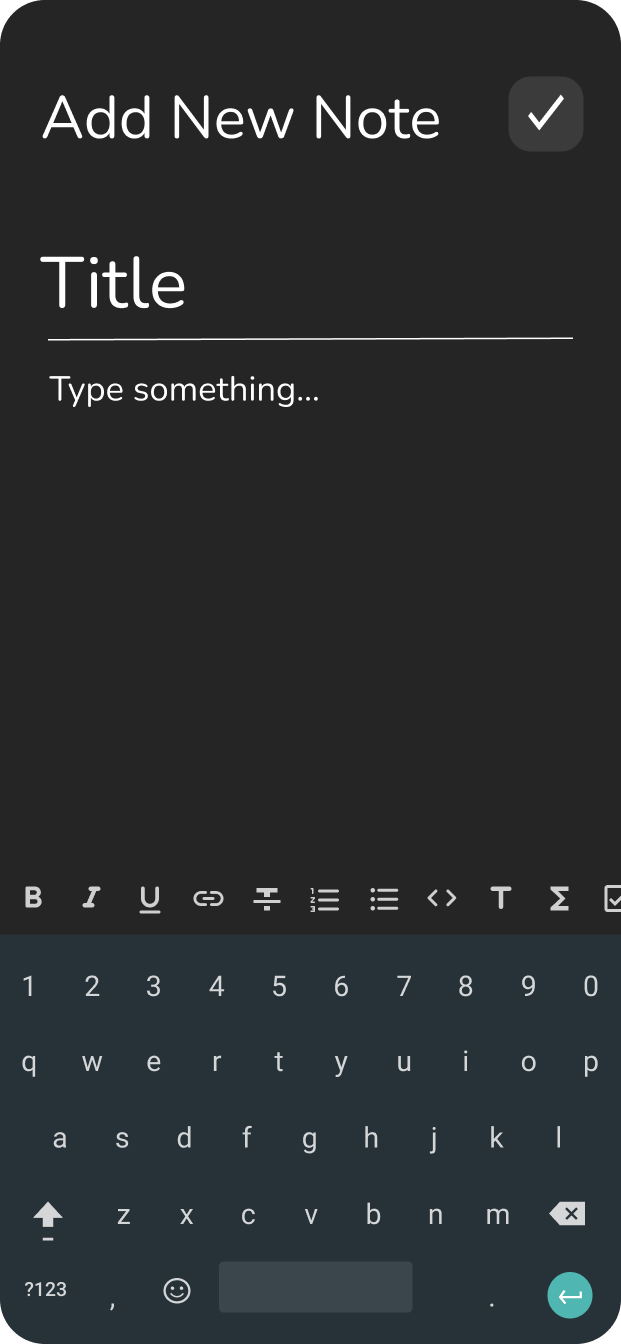 Add New Note
Title
Type something...
B I U T Σ
1 2 3 4 5 6 7 8 9 0
q w e r t y u i o p
a s d f g h j k l
z x c v b n m
?123 , .